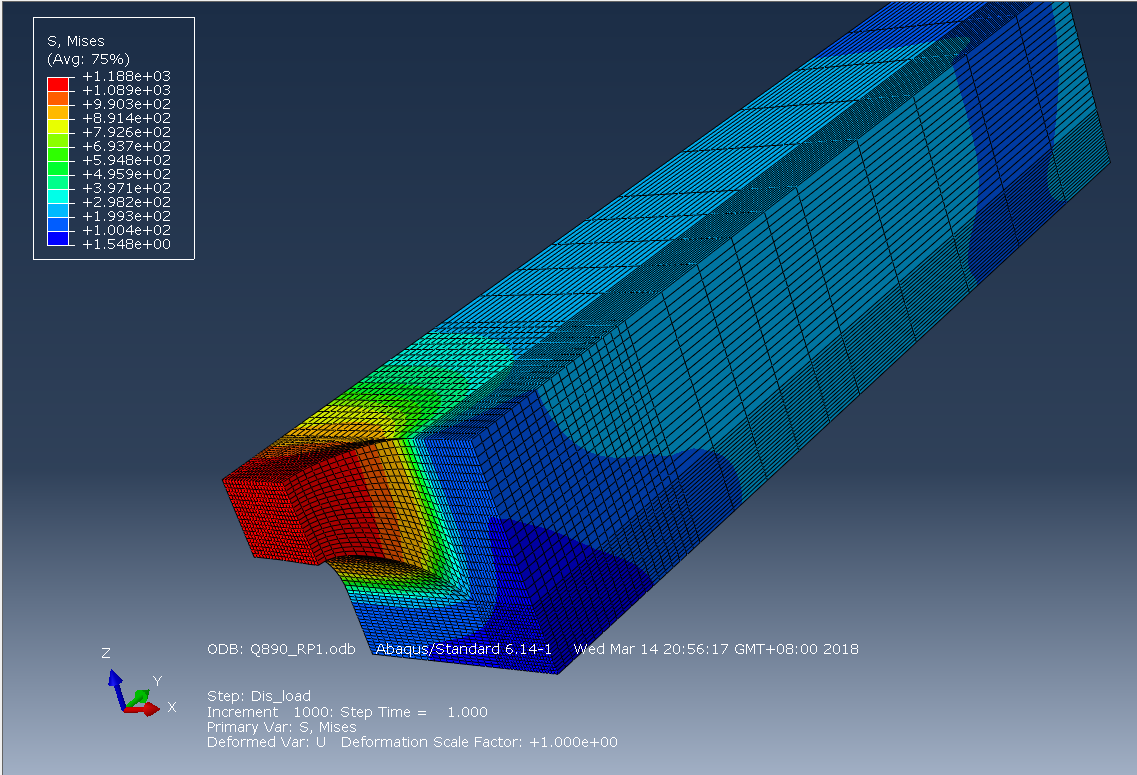 S, Mises
(Avg: 75%)
+1.188e+03
+1.089e+03
+9.903e+02
+8.914e+02
+7.926e+02
+6.937e+02
+5.948e+02
+4.959e+02
+3.971e+02
+2.982e+02
+1.993e+02
+1.004e+02
+1.548e+00
Z
Y
X
ODB: Q890_RP1.odb Abaqus/Standard 6.14-1 Wed Mar 14 20:56:17 GMT+08:00 2018
Step: Dis_load
Increment 1000: Step Time = 1.000
Primary Var: S, Mises
Deformed Var: U Deformation Scale Factor: +1.000e+00